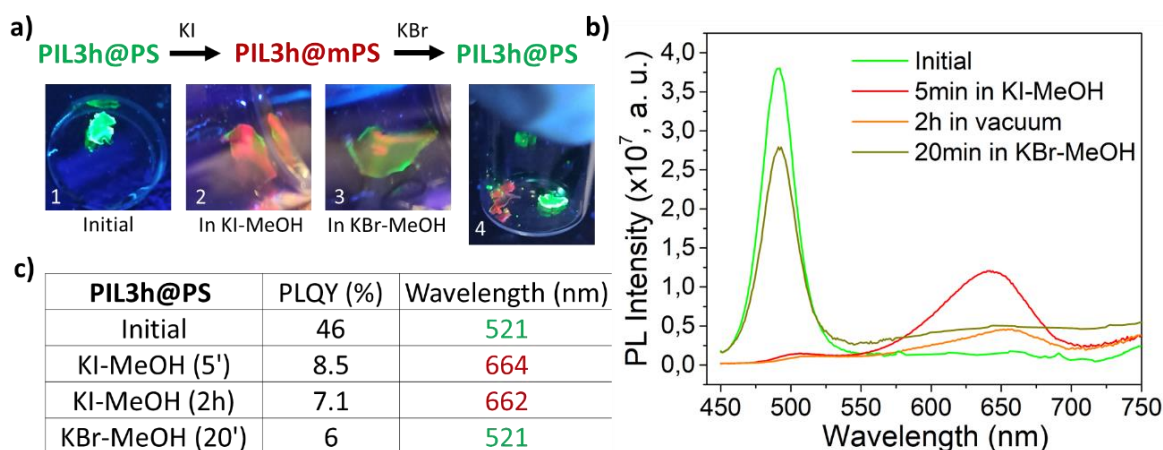 a)
KI
KBr
PIL3h@PS
PIL3h@mPS
PIL3h@PS
1
2
3
4
Initial
In KI-MeOH
In KBr-MeOH
b)
PL Intensity (x10⁷, a. u.)
4,0
3,5
3,0
2,5
2,0
1,5
1,0
0,5
0,0
Initial
5min in KI-MeOH
2h in vacuum
20min in KBr-MeOH
450 500 550 600 650 700 750
Wavelength (nm)
c)
PIL3h@PS PLQY (%) Wavelength (nm)
Initial 46 521
KI-MeOH (5') 8.5 664
KI-MeOH (2h) 7.1 662
KBr-MeOH (20') 6 521